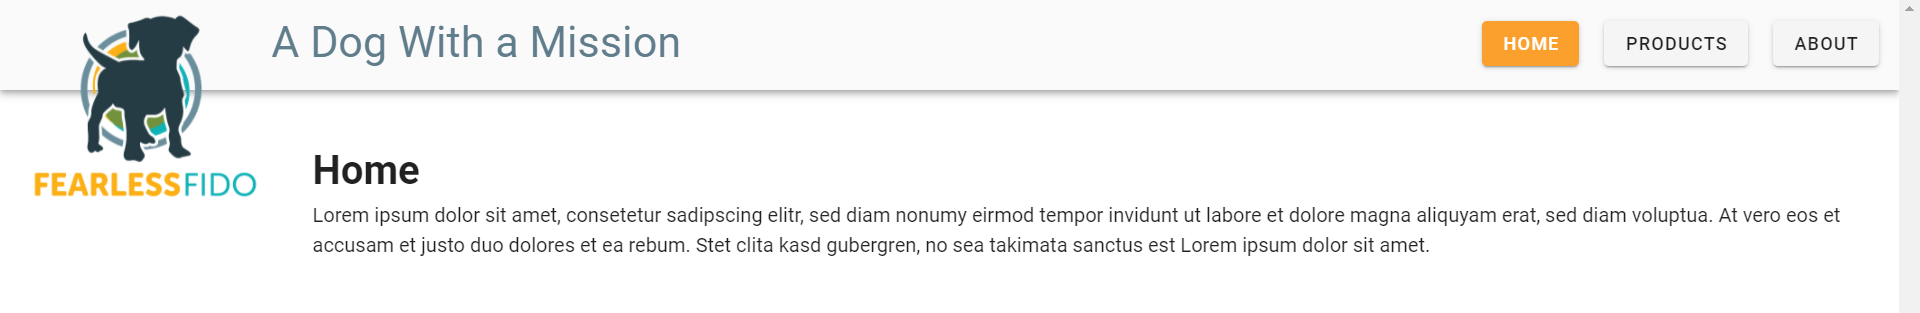 A Dog With a Mission
HOME
PRODUCTS
ABOUT
FEARLESSFIDO
Home
Lorem ipsum dolor sit amet, consetetur sadipscing elitr, sed diam nonumy eirmod tempor invidunt ut labore et dolore magna aliquyam erat, sed diam voluptua. At vero eos et
accusam et justo duo dolores et ea rebum. Stet clita kasd gubergren, no sea takimata sanctus est Lorem ipsum dolor sit amet.